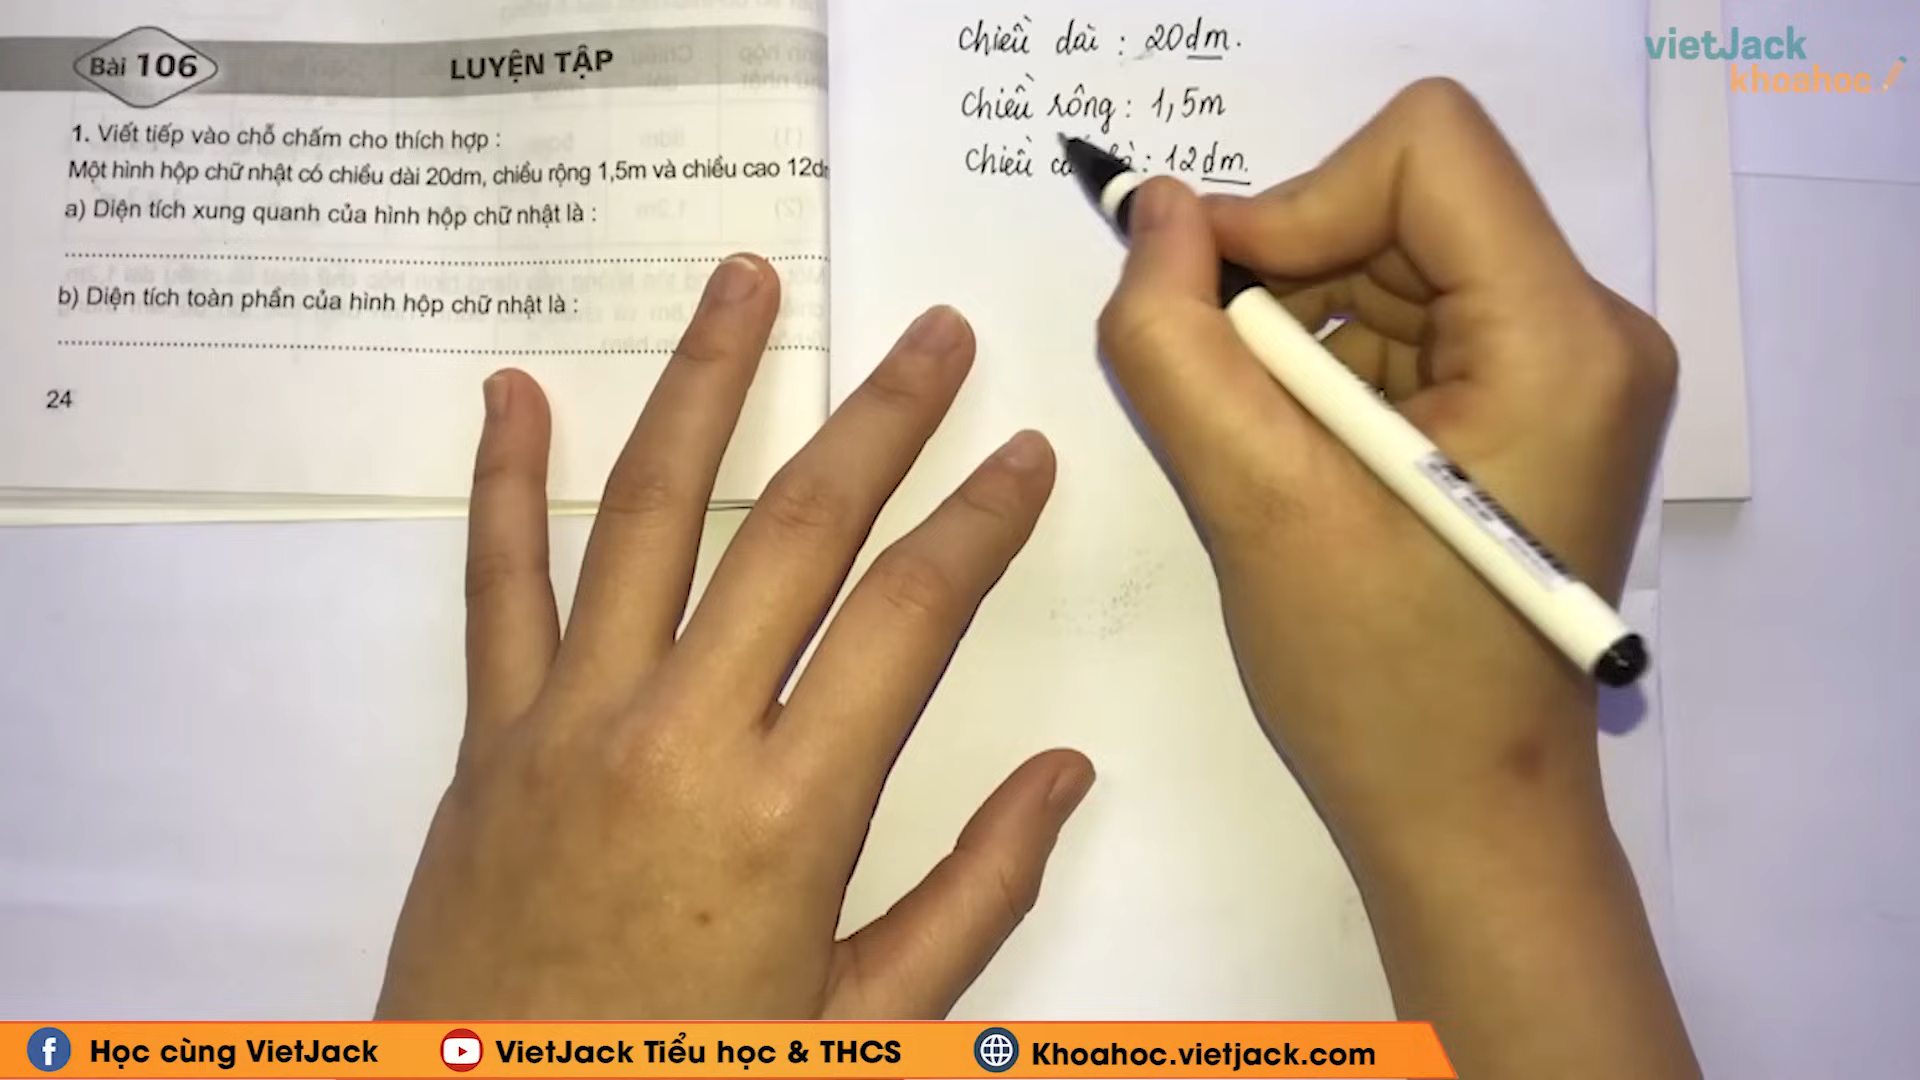 Bài 106
LUYỆN TẬP
1. Viết tiếp vào chỗ chấm cho thích hợp :
Một hình hộp chữ nhật có chiều dài 20dm, chiều rộng 1,5m và chiều cao
a) Diện tích xung quanh của hình hộp chữ nhật là :
b) Diện tích toàn phần của hình hộp chữ nhật là :
24
Chiều dài : 20dm.
Chiều rông : 1,5m
Chiều : 12dm.
vietJack
khoahoc
Học cùng VietJack
VietJack Tiểu học & THCS
Khoahoc.vietjack.com